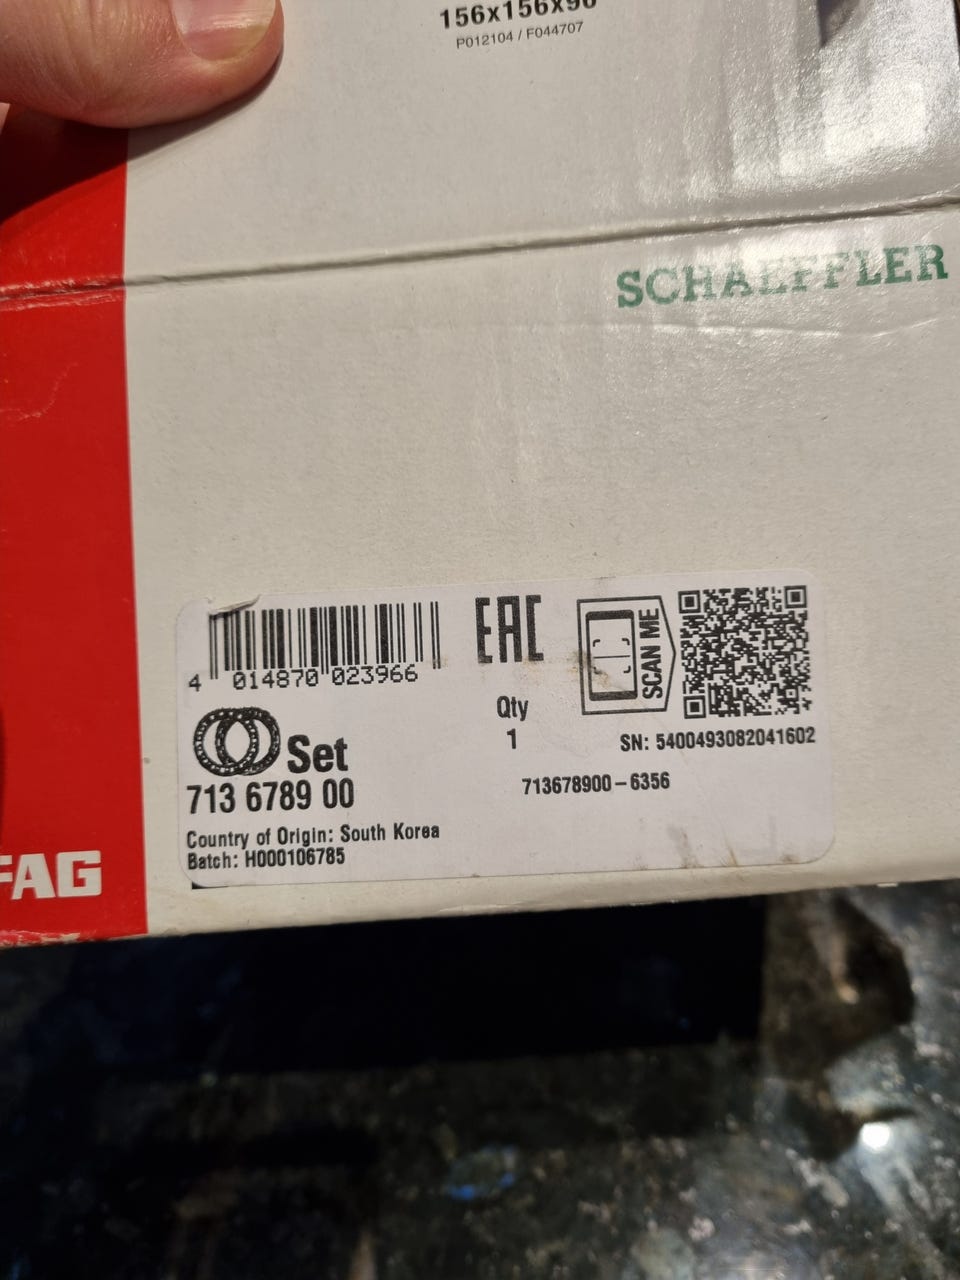 156x156x90
P012104 / F044707
SCHAEFFLER
4 014870 023966
EAC
SCAN ME
Qty
1
SN: 5400493082041602
Set
713 6789 00
713678900-6356
Country of Origin: South Korea
Batch: H000106785
FAG